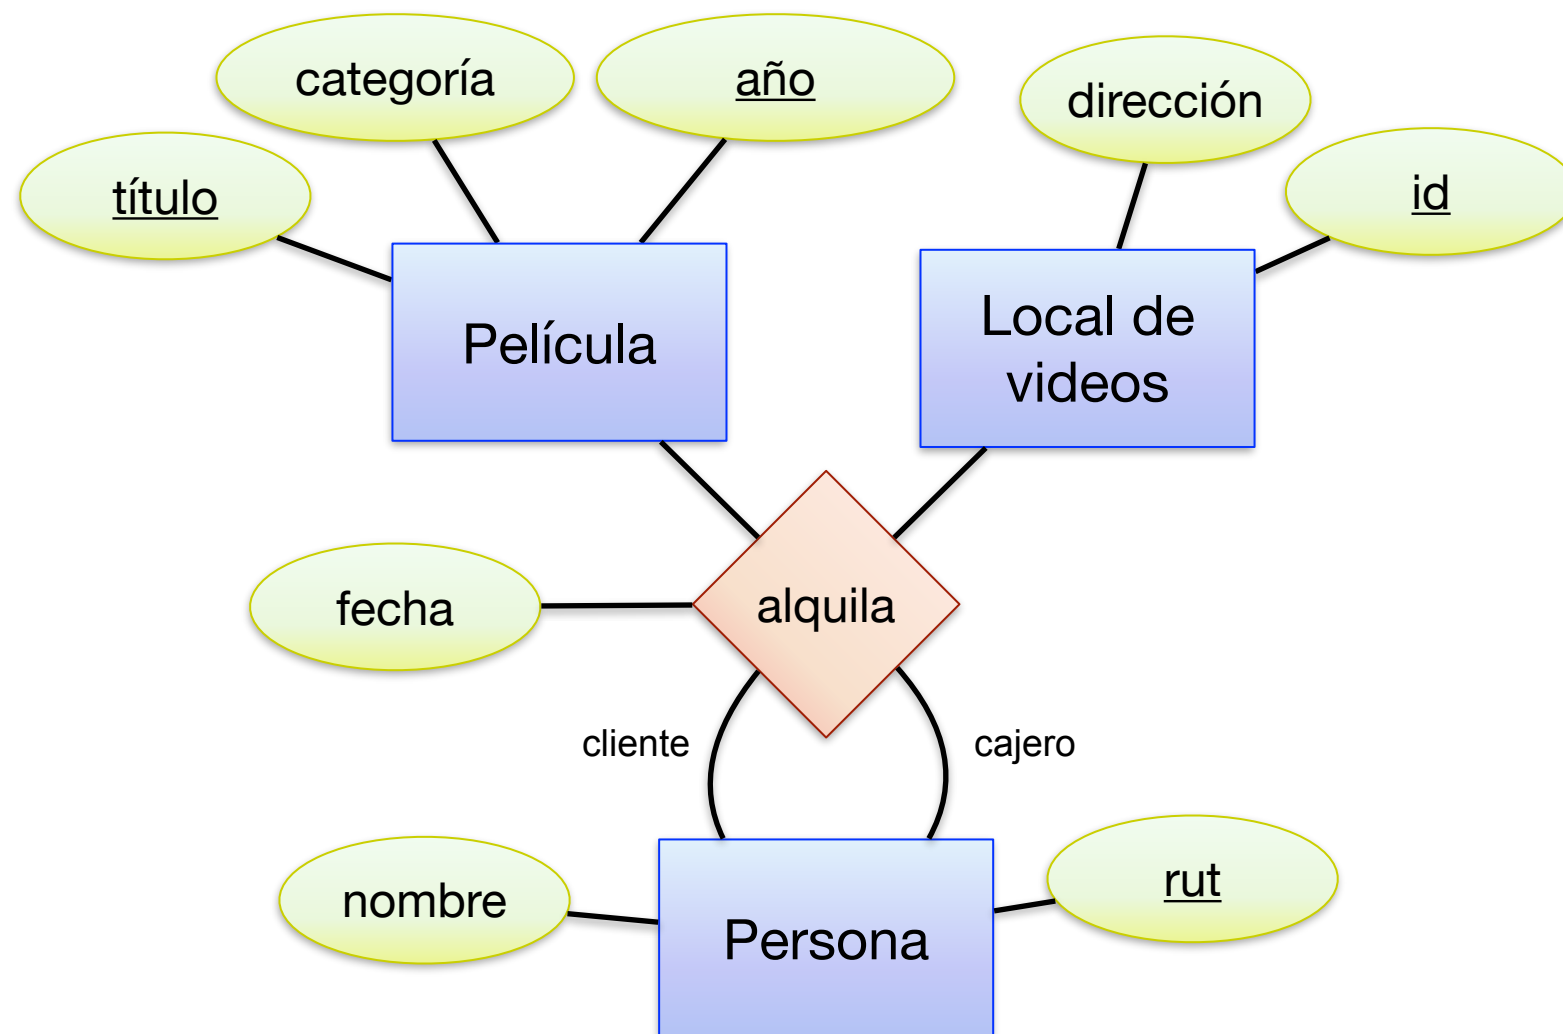 categoría
año
dirección
título
id
Película
Local de
videos
fecha
alquila
cliente
cajero
nombre
rut
Persona